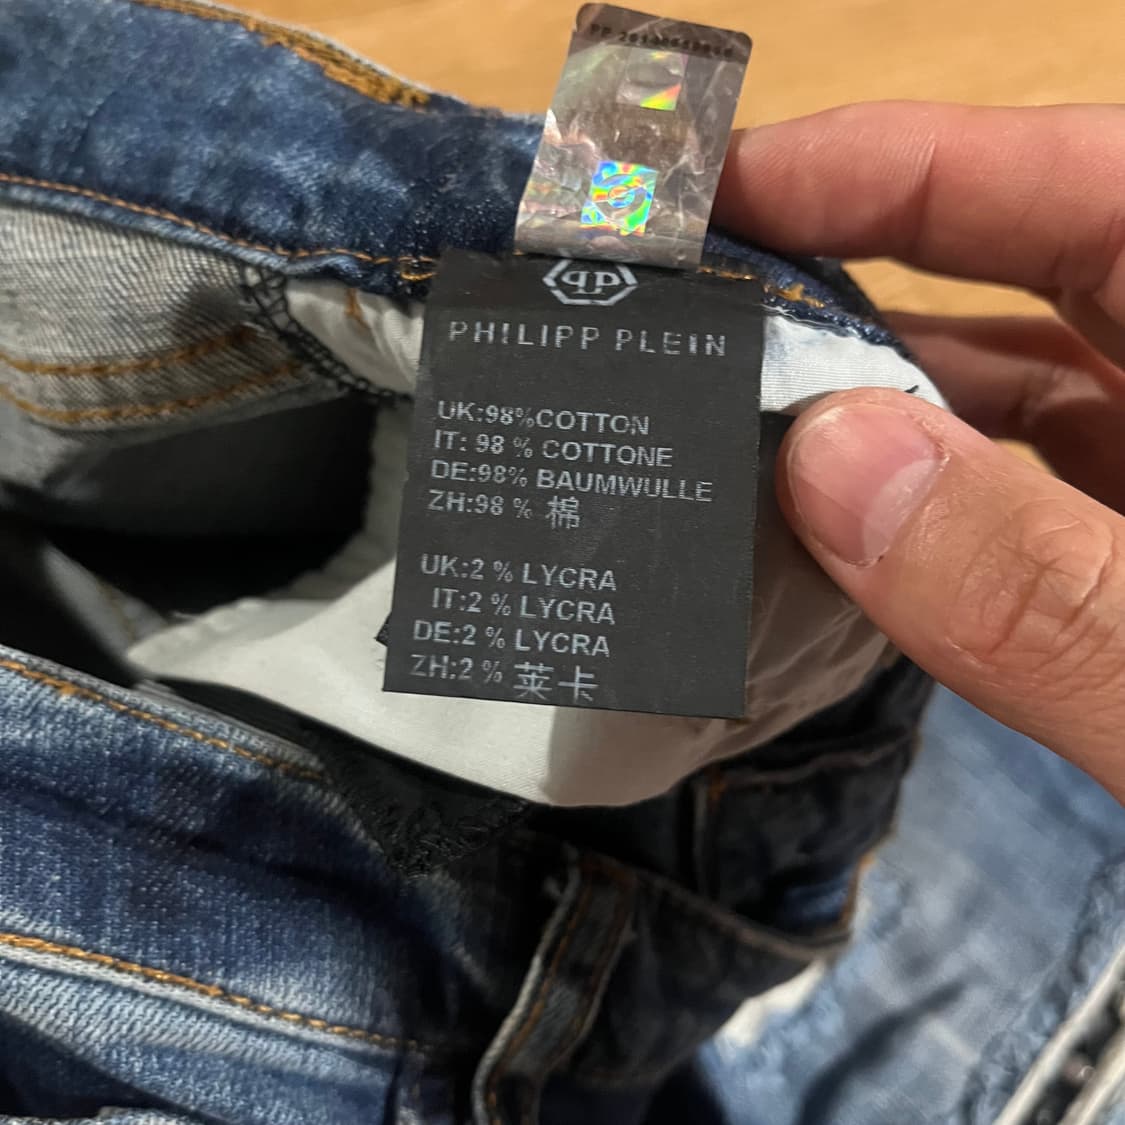 PHILIPP PLEIN
UK:98%COTTON
IT: 98 % COTTONE
DE:98% BAUMWULLE
ZH:98 % 棉
UK:2 % LYCRA
IT:2 % LYCRA
DE:2 % LYCRA
ZH:2 % 莱卡